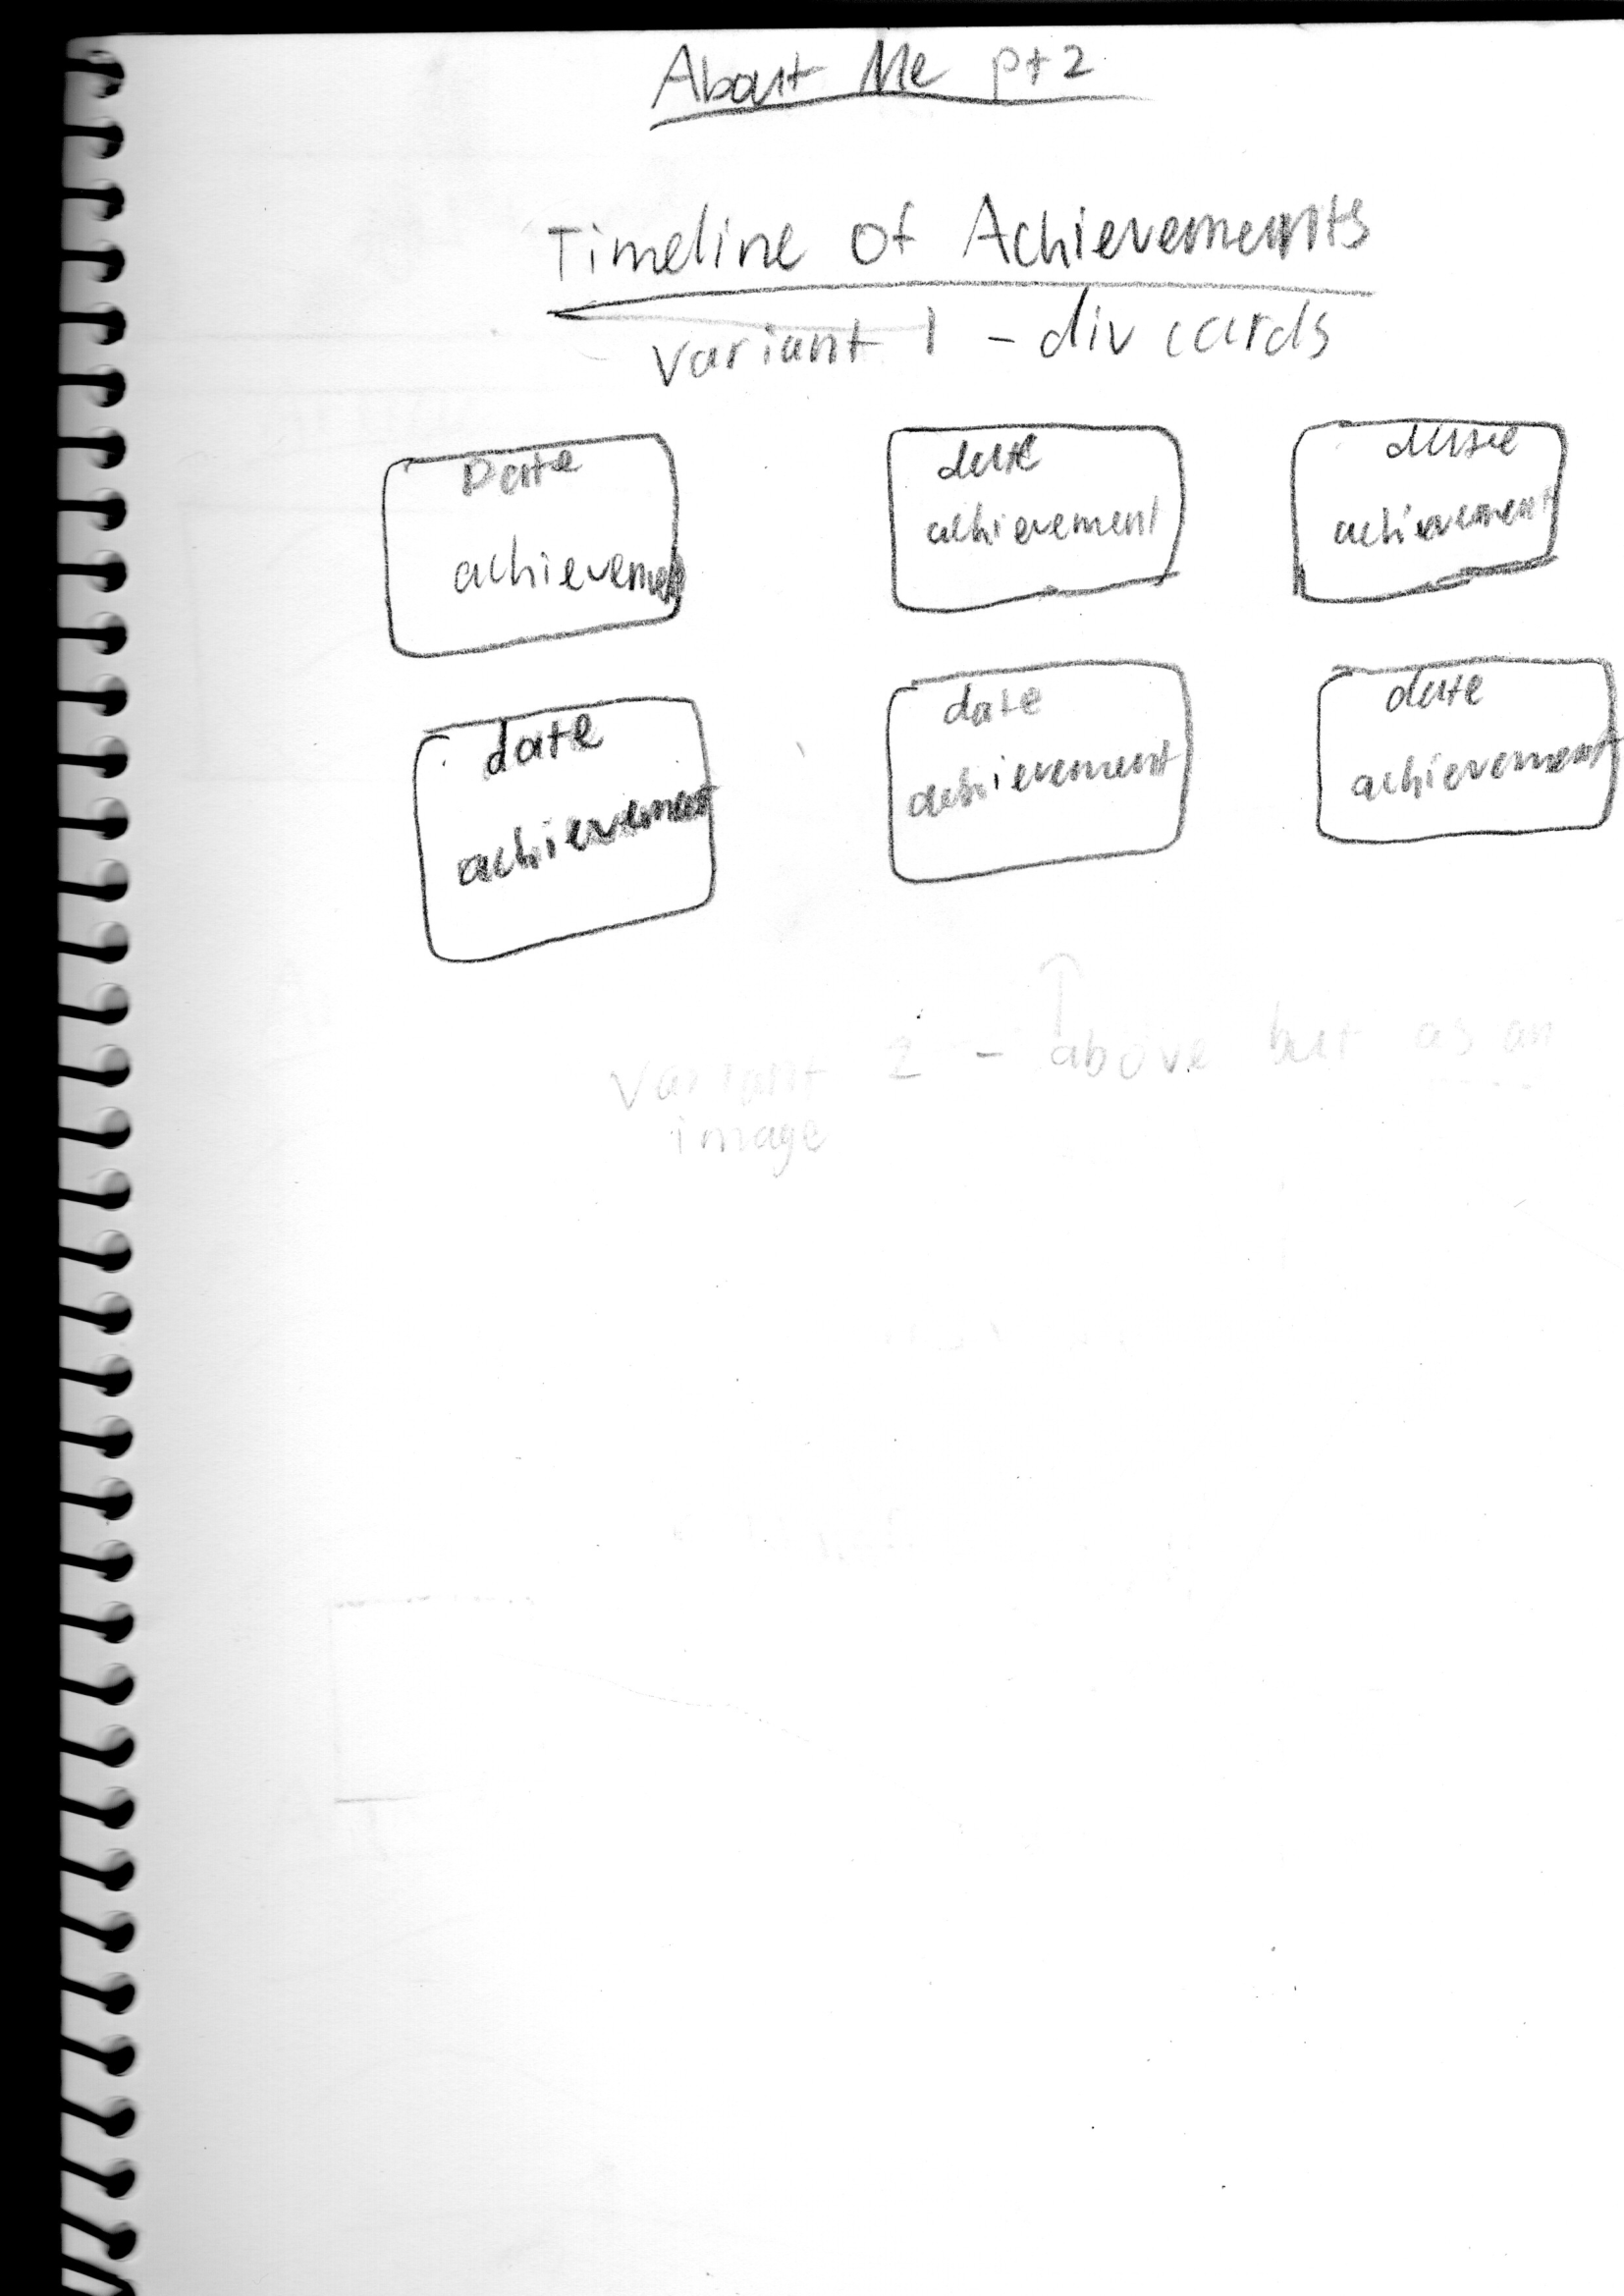 About Me pt 2
Timeline of Achievements
variant 1 - div cards
Date
achievement
date
achievement
date
achievement
date
achievement
date
achievement
date
achievement
Variant 2 - above but as an
image